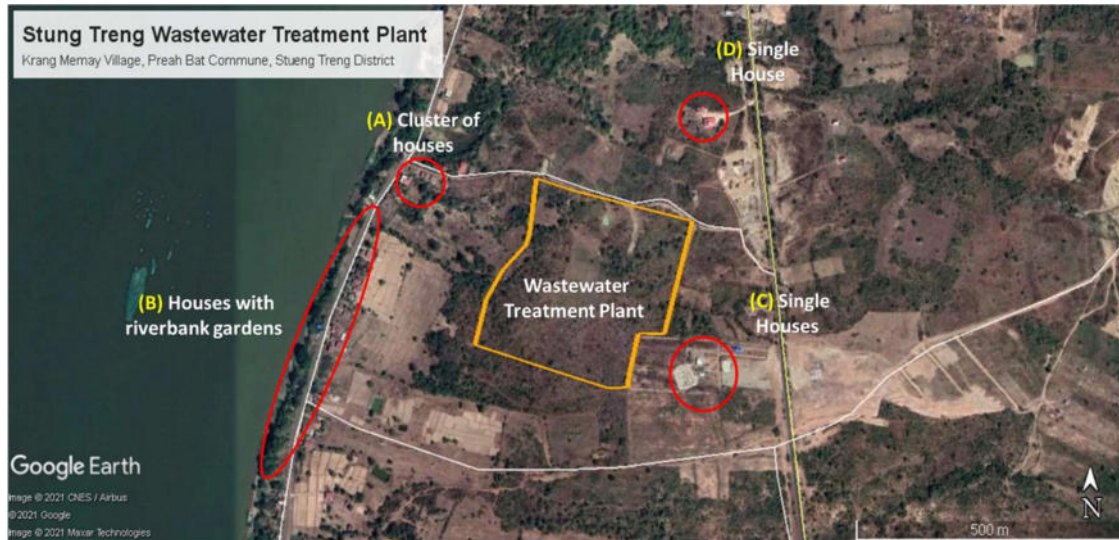 Stung Treng Wastewater Treatment Plant
Krang Memay Village, Preah Bat Commune, Stueng Treng District
(D) Single
House
(A) Cluster of
houses
(B) Houses with
riverbank gardens
Wastewater
Treatment Plant
(C) Single
Houses
Google Earth
Image © 2021 CNES / Airbus
© 2021 Google
Image © 2021 Maxar Technologies
N
500 m